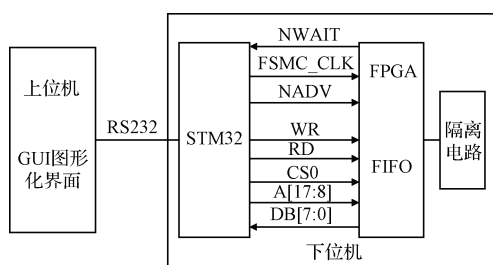 上位机
GUI图形
化界面
RS232
STM32
NWAIT
FSMC_CLK
NADV
WR
RD
CS0
A[17:8]
DB[7:0]
FPGA
FIFO
隔离
电路
下位机